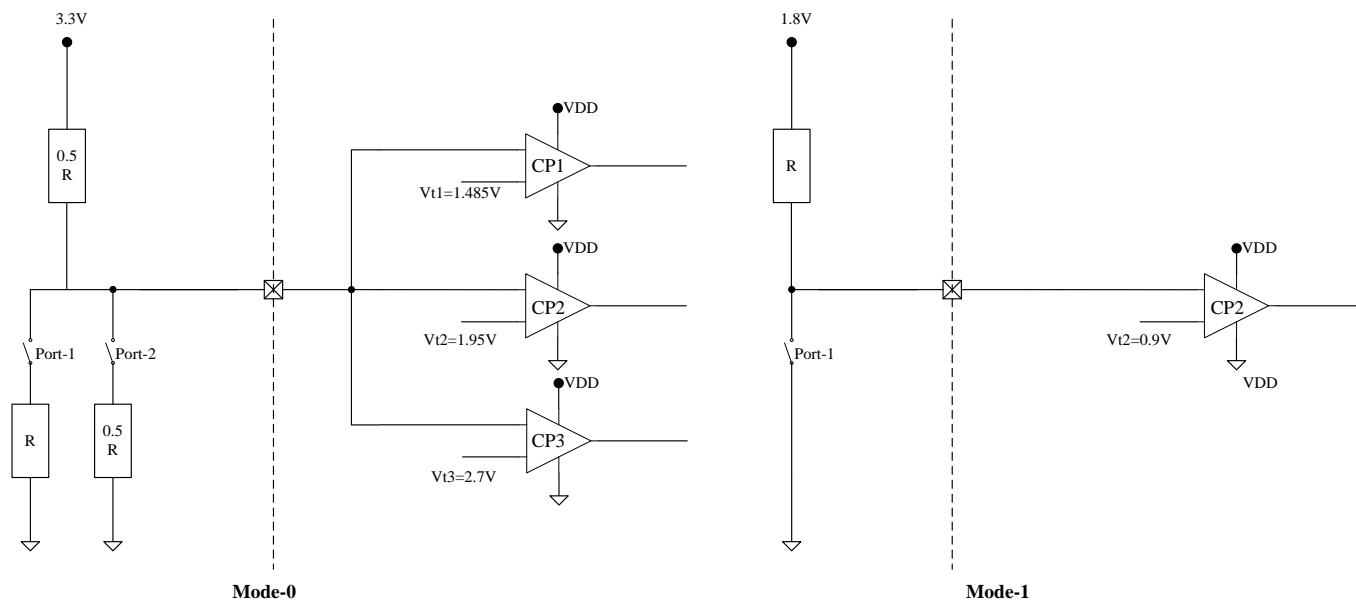 3.3V
0.5
R
Port-1
Port-2
R
0.5
R
VDD
CP1
Vt1=1.485V
VDD
CP2
Vt2=1.95V
VDD
CP3
Vt3=2.7V
Mode-0
1.8V
R
Port-1
VDD
CP2
Vt2=0.9V
VDD
Mode-1